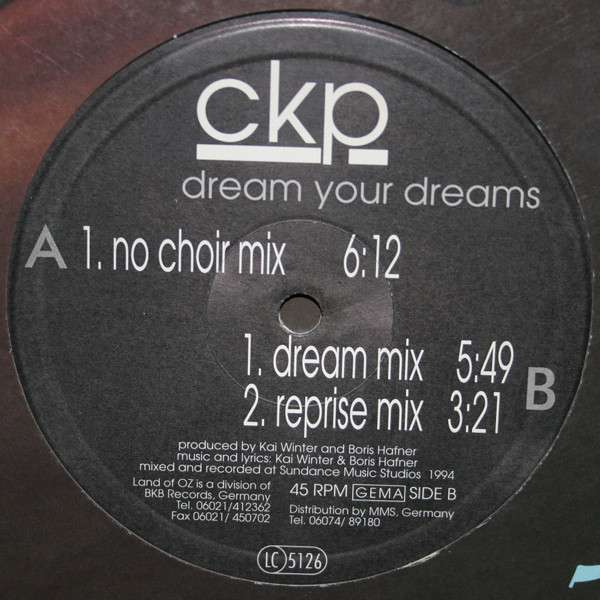 ckp
dream your dreams
A 1. no choir mix 6:12
1. dream mix 5:49
2. reprise mix 3:21 B
produced by Kai Winter and Boris Hafner
music and lyrics: Kai Winter & Boris Hafner
mixed and recorded at Sundance Music Studios 1994
Land of OZ is a division of
BKB Records, Germany
Tel. 06021/412362
Fax 06021/ 450702
45 RPM GEMA SIDE B
Distribution by MMS, Germany
Tel. 06074/ 89180
LC 5126